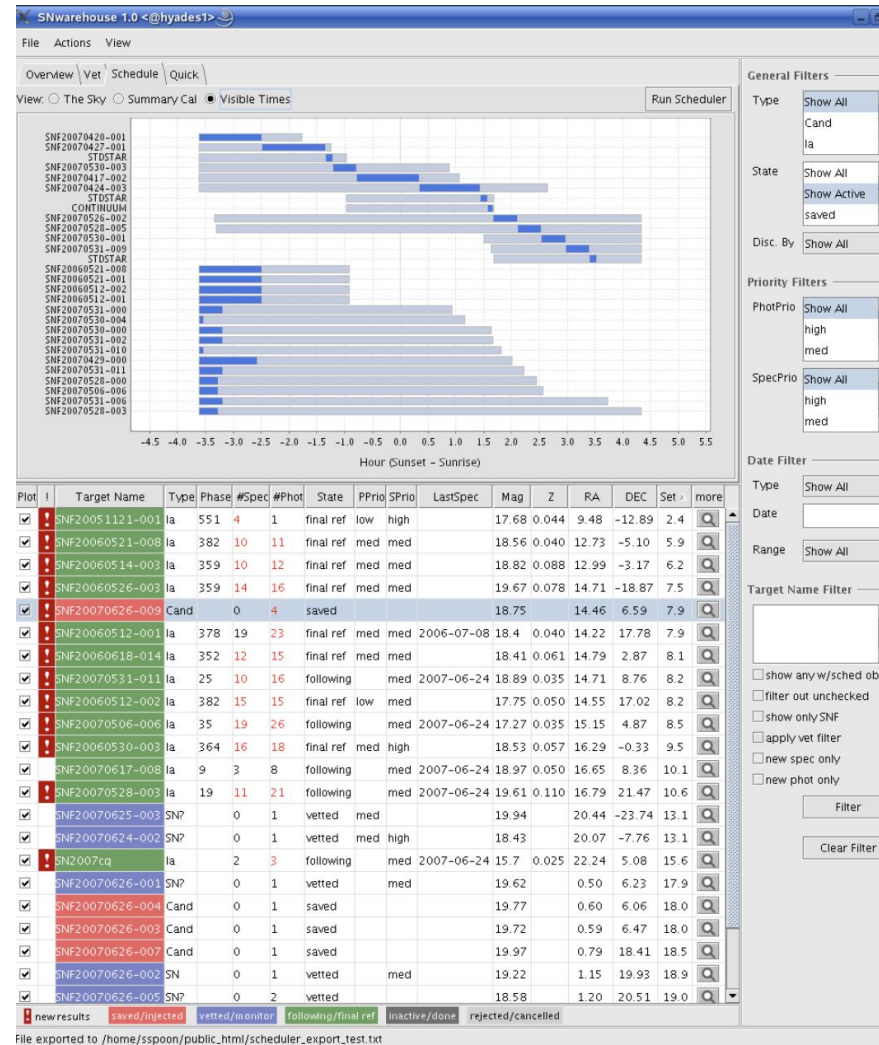 SNwarehouse 1.0 <@hyades1>
File Actions View
Overview Vet Schedule Quick
View: The Sky Summary Cal Visible Times Run Scheduler
SNF20070420-001
SNF20070427-001
STDSTAR
SNF20070530-003
SNF20070417-002
SNF20070424-003
STDSTAR
CONTINUUM
SNF20070526-002
SNF20070528-005
SNF20070530-001
SNF20070531-009
STDSTAR
SNF20060521-008
SNF20060521-001
SNF20060512-002
SNF20060512-001
SNF20070531-000
SNF20070530-004
SNF20070530-000
SNF20070531-002
SNF20070531-010
SNF20070429-000
SNF20070531-011
SNF20070528-000
SNF20070506-006
SNF20070531-006
SNF20070528-003
-4.5 -4.0 -3.5 -3.0 -2.5 -2.0 -1.5 -1.0 -0.5 0.0 0.5 1.0 1.5 2.0 2.5 3.0 3.5 4.0 4.5 5.0 5.5
Hour (Sunset - Sunrise)
Plot ! Target Name Type Phase #Spec #Phot State PPrio SPrio LastSpec Mag Z RA DEC Set more
! SNF20051121-001 Ia 551 4 1 final ref low high 17.68 0.044 9.48 -12.89 2.4
! SNF20060521-008 Ia 382 10 11 final ref med med 18.56 0.040 12.73 -5.10 5.9
! SNF20060514-003 Ia 359 10 12 final ref med med 18.82 0.088 12.99 -3.17 6.2
! SNF20060526-003 Ia 359 14 16 final ref med med 19.67 0.078 14.71 -18.87 7.5
! SNF20070626-009 Cand 0 4 saved 18.75 14.46 6.59 7.9
! SNF20060512-001 Ia 378 19 23 final ref med med 2006-07-08 18.4 0.040 14.22 17.78 7.9
! SNF20060618-014 Ia 352 12 15 final ref med med 18.41 0.061 14.79 2.87 8.1
! SNF20070531-011 Ia 25 10 16 following med 2007-06-24 18.89 0.035 14.71 8.76 8.2
! SNF20060512-002 Ia 382 15 15 final ref low med 17.75 0.050 14.55 17.02 8.2
! SNF20070506-006 Ia 35 19 26 following med 2007-06-24 17.27 0.035 15.15 4.87 8.5
! SNF20060530-003 Ia 364 16 18 final ref med high 18.53 0.057 16.29 -0.33 9.5
SNF20070617-008 Ia 9 3 8 following med 2007-06-24 18.97 0.050 16.65 8.36 10.1
! SNF20070528-003 Ia 19 11 21 following med 2007-06-24 19.61 0.110 16.79 21.47 10.6
SNF20070625-003 SN? 0 1 vetted med 19.94 20.44 -23.74 13.1
SNF20070624-002 SN? 0 1 vetted med high 18.43 20.07 -7.76 13.1
! SN2007cq Ia 2 3 following med 2007-06-24 15.7 0.025 22.24 5.08 15.6
SNF20070626-001 SN? 0 1 vetted med 19.62 0.50 6.23 17.9
SNF20070626-004 Cand 0 1 saved 19.77 0.60 6.06 18.0
SNF20070626-003 Cand 0 1 saved 19.72 0.59 6.47 18.0
SNF20070626-007 Cand 0 1 saved 19.97 0.79 18.41 18.5
SNF20070626-002 SN 0 1 vetted med 19.22 1.15 19.93 18.9
SNF20070626-005 SN? 0 2 vetted 18.58 1.20 20.51 19.0
! new results saved/injected vetted/monitor following/final ref inactive/done rejected/cancelled
File exported to /home/sspoon/public_html/scheduler_export_test.txt
General Filters
Type Show All
Cand
Ia
State Show All
Show Active
saved
Disc. By Show All
Priority Filters
PhotPrio Show All
high
med
SpecPrio Show All
high
med
Date Filter
Type Show All
Date
Range Show All
Target Name Filter
show any w/sched ob
filter out unchecked
show only SNF
apply vet filter
new spec only
new phot only
Filter
Clear Filter